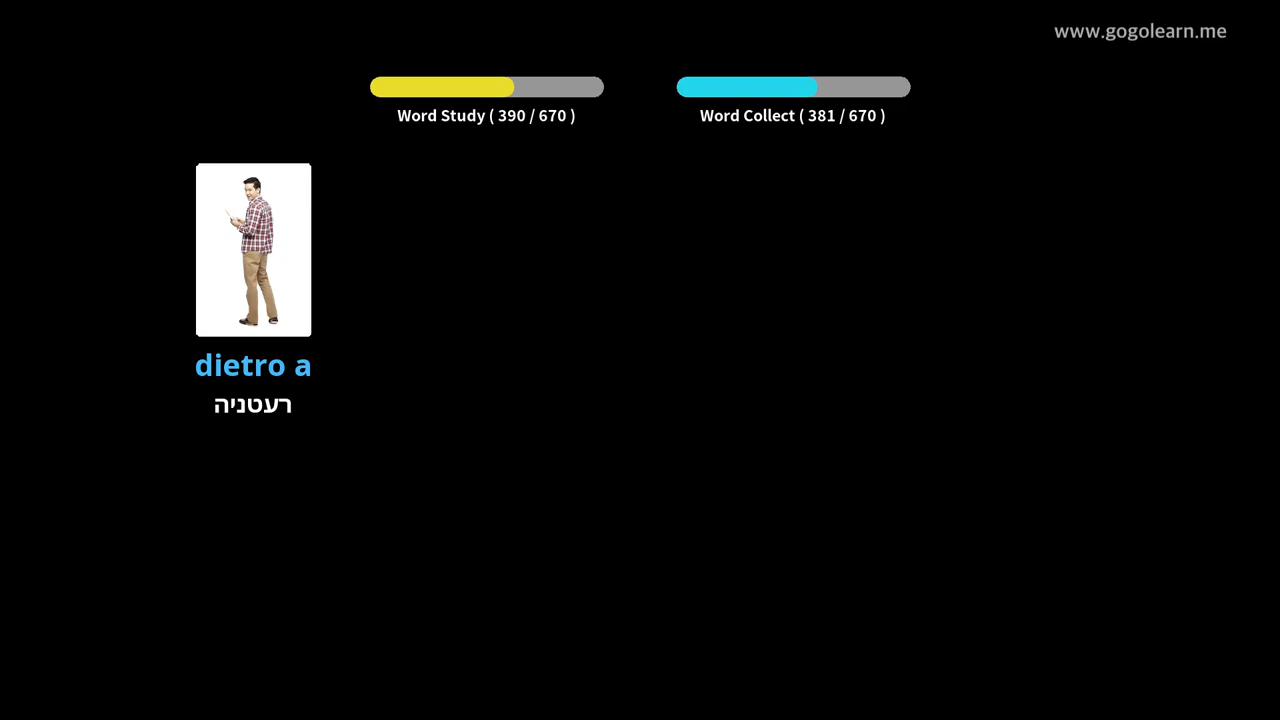 www.gogolearn.me
Word Study ( 390 / 670 )
Word Collect ( 381 / 670 )
dietro a
רעטניה